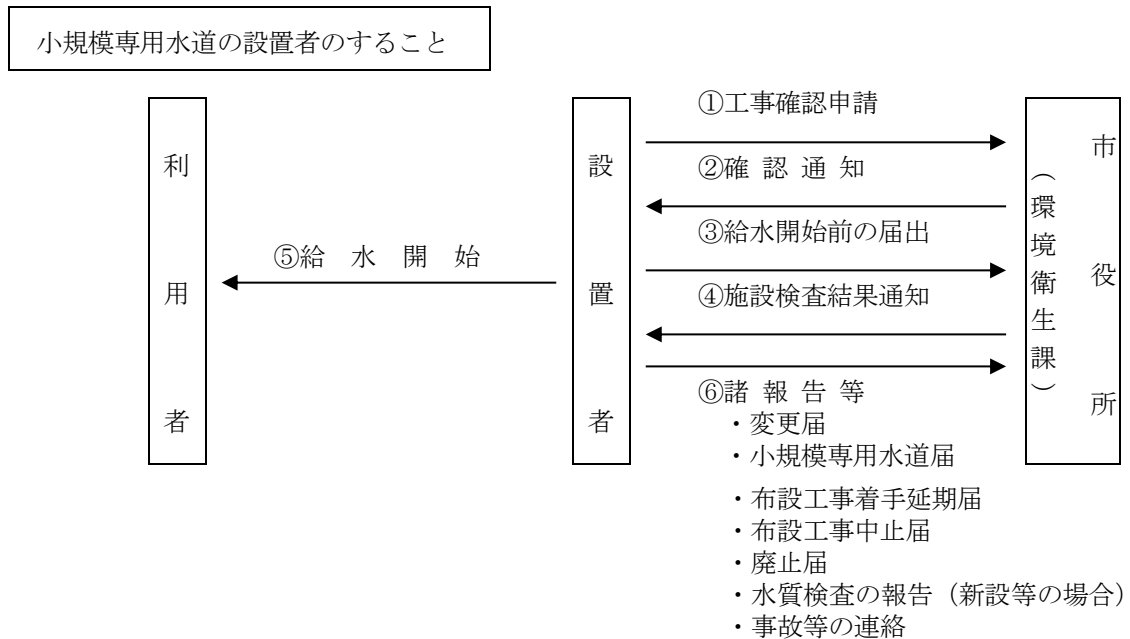 小規模専用水道の設置者のすること
利用者
⑤給水開始
設置者
①工事確認申請
②確認通知
③給水開始前の届出
④施設検査結果通知
⑥諸報告等
・変更届
・小規模専用水道届
・布設工事着手延期届
・布設工事中止届
・廃止届
・水質検査の報告（新設等の場合）
・事故等の連絡
市役所
（環境衛生課）